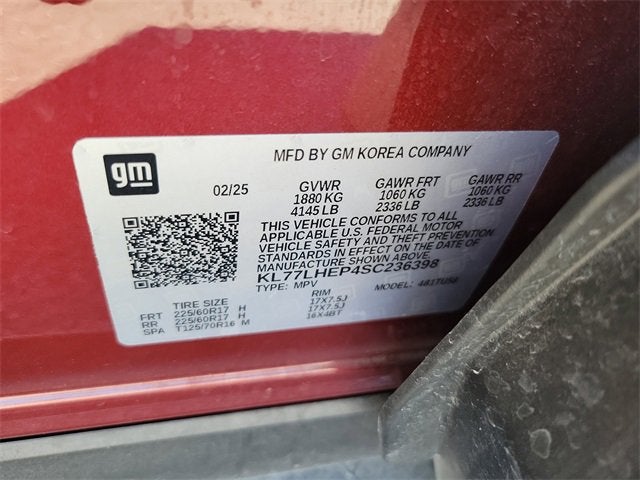 gm
MFD BY GM KOREA COMPANY
02/25 GVWR GAWR FRT GAWR RR
1880 KG 1060 KG 1060 KG
4145 LB 2336 LB 2336 LB
THIS VEHICLE CONFORMS TO ALL
APPLICABLE U.S. FEDERAL MOTOR
VEHICLE SAFETY AND THEFT PREVENTION
STANDARDS IN EFFECT ON THE DATE OF
MANUFACTURE SHOWN ABOVE.
KL77LHEP4SC236398
TYPE: MPV MODEL: 481TU58
TIRE SIZE RIM
FRT 225/60R17 H 17X7.5J
RR 225/60R17 H 17X7.5J
SPA T125/70R16 M 16X4BT